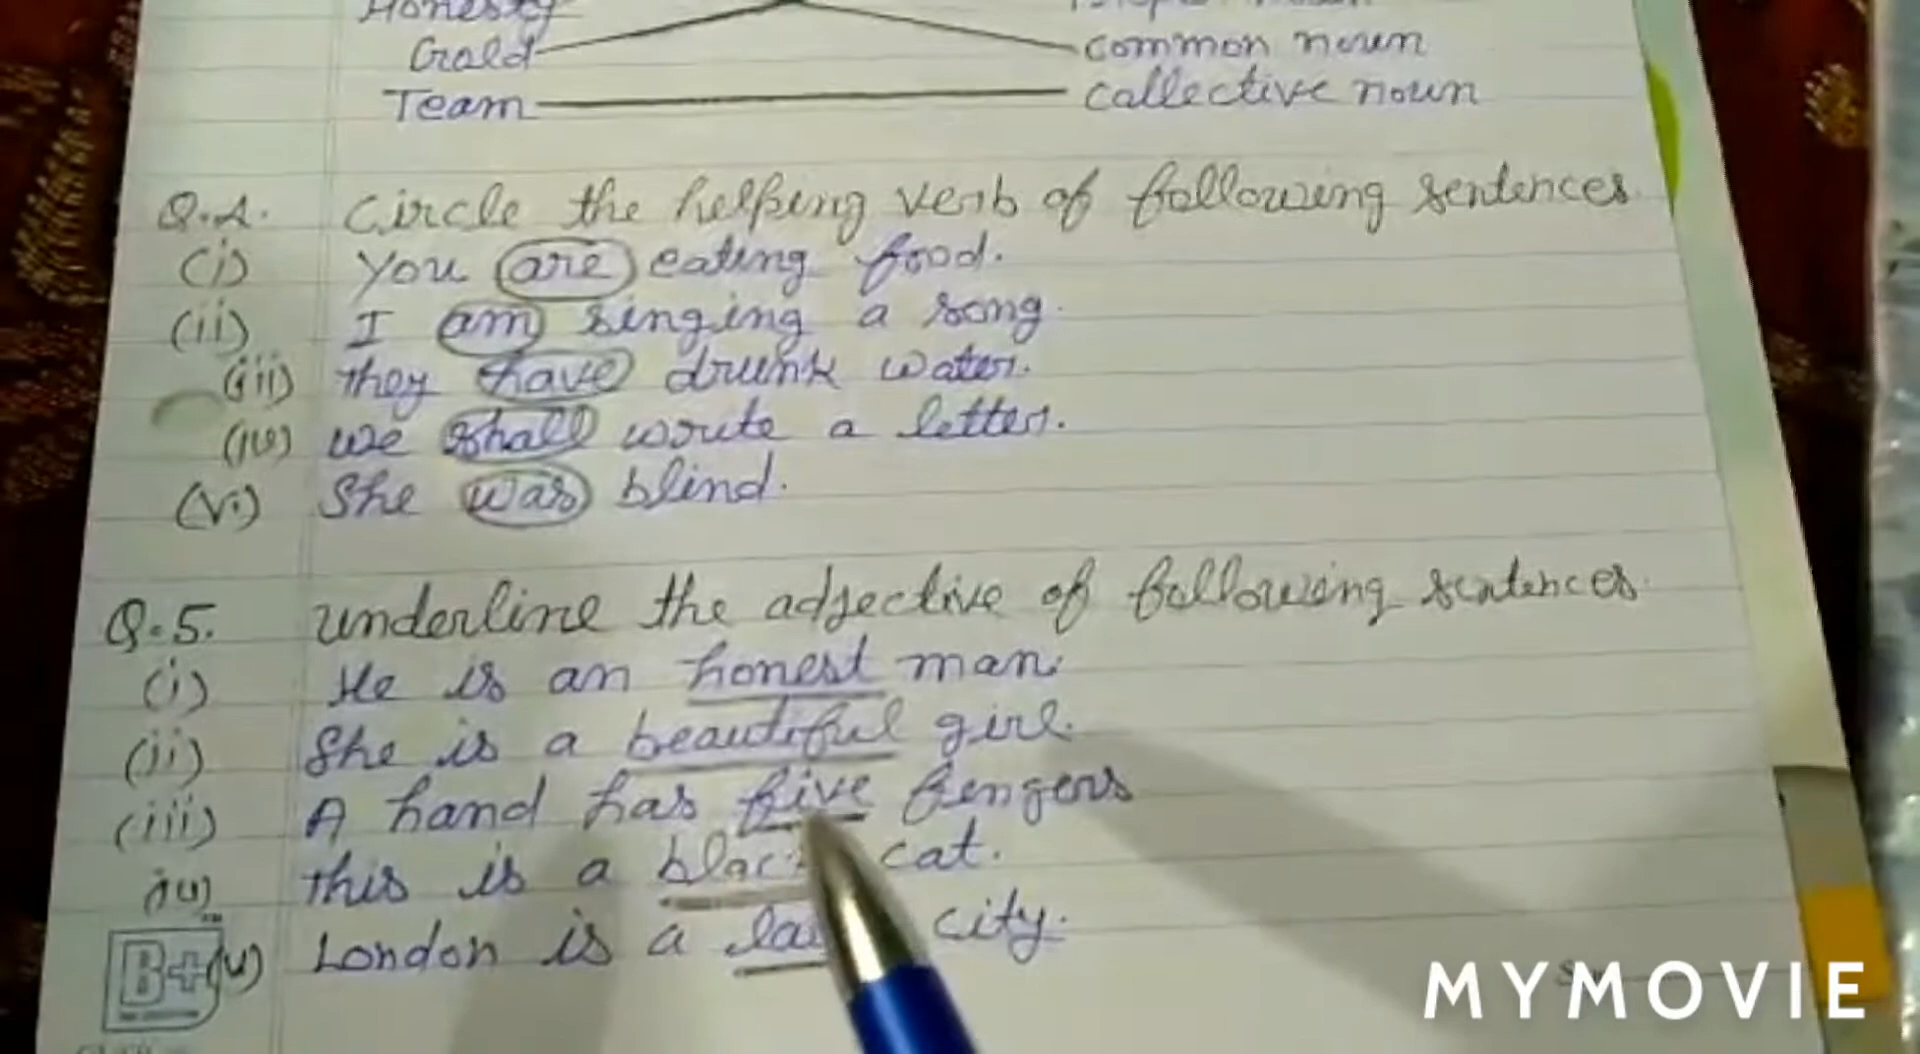 Honesty
Gold common noun
Team collective noun
Q.4. Circle the helping verb of following sentences
(i) You are eating food.
(ii) I am singing a song.
(iii) They have drunk water.
(iv) We shall write a letter.
(vi) She was blind.
Q.5. Underline the adjective of following sentences.
(i) He is an honest man.
(ii) She is a beautiful girl.
(iii) A hand has five fingers
(iv) This is a black cat.
(v) London is a city.
B+
MYMOVIE